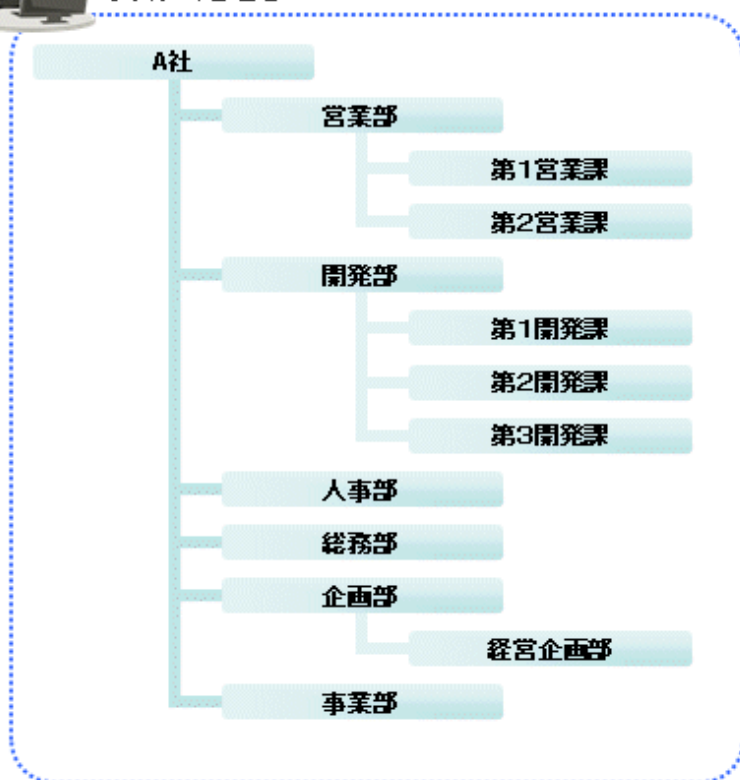 A社
営業部
第1営業課
第2営業課
開発部
第1開発課
第2開発課
第3開発課
人事部
総務部
企画部
経営企画部
事業部